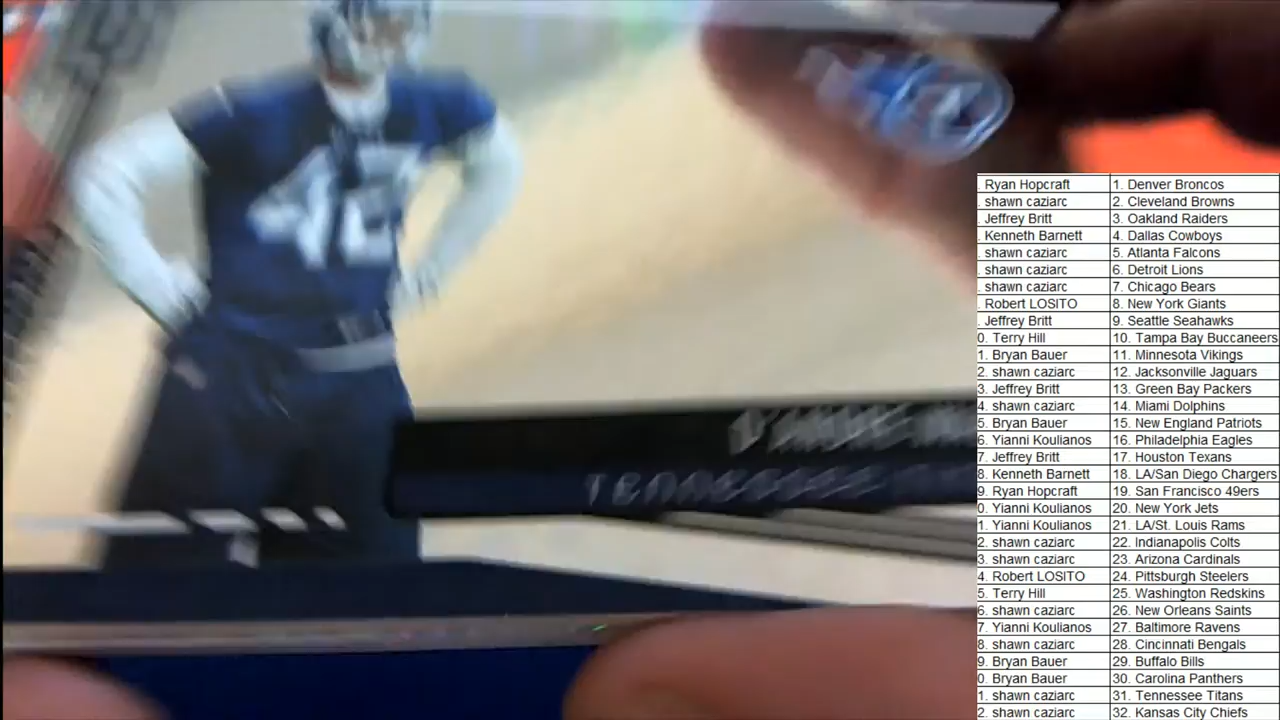 42
TENNESSEE
. Ryan Hopcraft 1. Denver Broncos
. shawn caziarc 2. Cleveland Browns
. Jeffrey Britt 3. Oakland Raiders
. Kenneth Barnett 4. Dallas Cowboys
. shawn caziarc 5. Atlanta Falcons
. shawn caziarc 6. Detroit Lions
. shawn caziarc 7. Chicago Bears
. Robert LOSITO 8. New York Giants
. Jeffrey Britt 9. Seattle Seahawks
0. Terry Hill 10. Tampa Bay Buccaneers
1. Bryan Bauer 11. Minnesota Vikings
2. shawn caziarc 12. Jacksonville Jaguars
3. Jeffrey Britt 13. Green Bay Packers
4. shawn caziarc 14. Miami Dolphins
5. Bryan Bauer 15. New England Patriots
6. Yianni Koulianos 16. Philadelphia Eagles
7. Jeffrey Britt 17. Houston Texans
8. Kenneth Barnett 18. LA/San Diego Chargers
9. Ryan Hopcraft 19. San Francisco 49ers
0. Yianni Koulianos 20. New York Jets
1. Yianni Koulianos 21. LA/St. Louis Rams
2. shawn caziarc 22. Indianapolis Colts
3. shawn caziarc 23. Arizona Cardinals
4. Robert LOSITO 24. Pittsburgh Steelers
5. Terry Hill 25. Washington Redskins
6. shawn caziarc 26. New Orleans Saints
7. Yianni Koulianos 27. Baltimore Ravens
8. shawn caziarc 28. Cincinnati Bengals
9. Bryan Bauer 29. Buffalo Bills
0. Bryan Bauer 30. Carolina Panthers
1. shawn caziarc 31. Tennessee Titans
2. shawn caziarc 32. Kansas City Chiefs